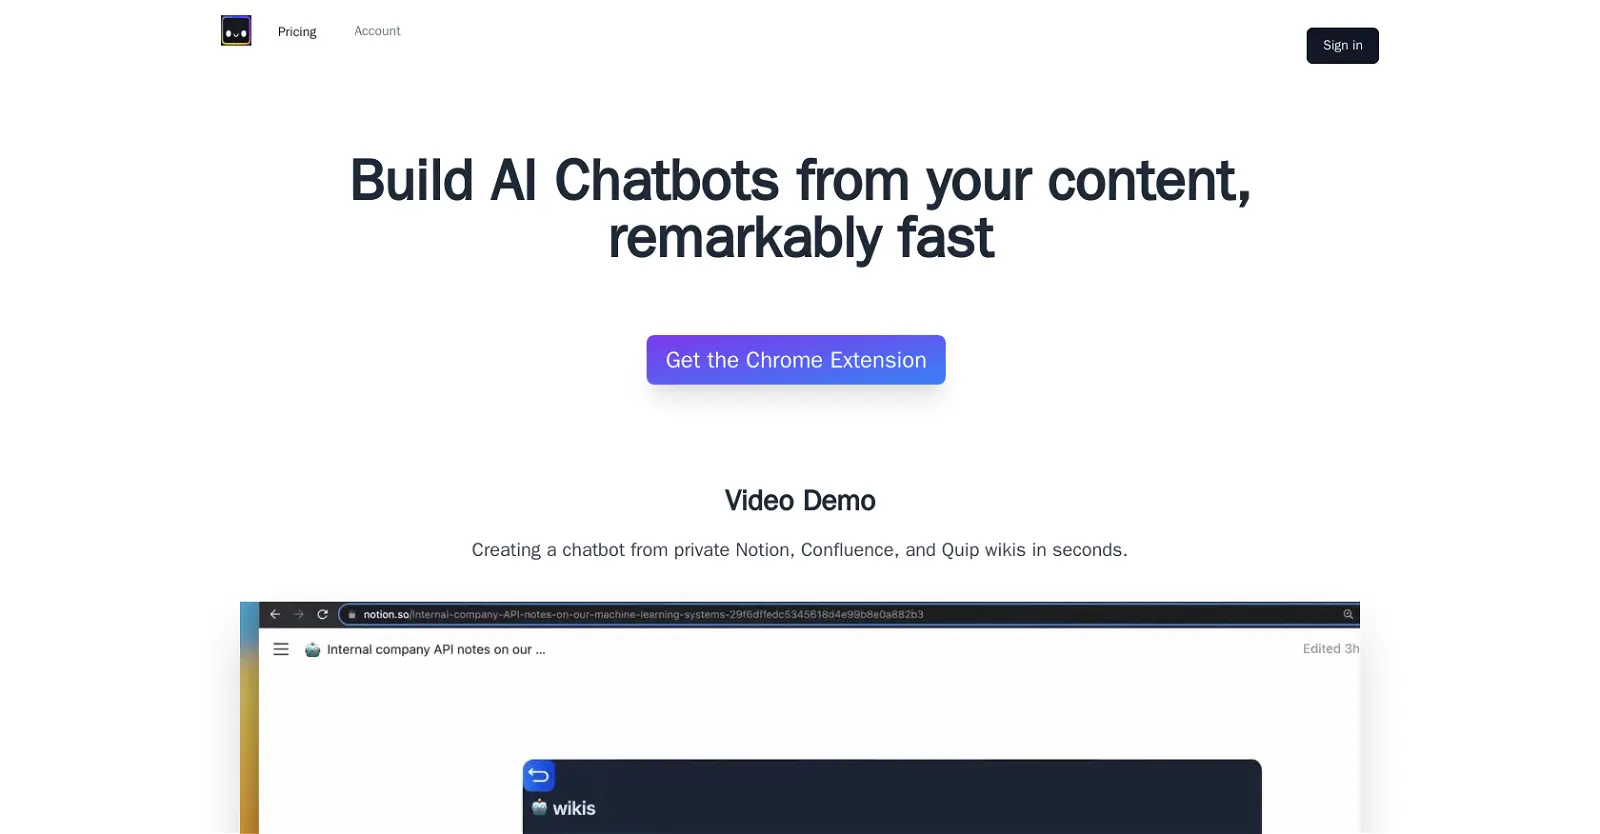 Pricing
Account
Sign in
Build AI Chatbots from your content,
remarkably fast
Get the Chrome Extension
Video Demo
Creating a chatbot from private Notion, Confluence, and Quip wikis in seconds.
notion.so/Internal-company-API-notes-on-our-machine-learning-systems-29f6dffedc5345618d4e99b8e0a882b3
Internal company API notes on our ...
Edited 3h
wikis